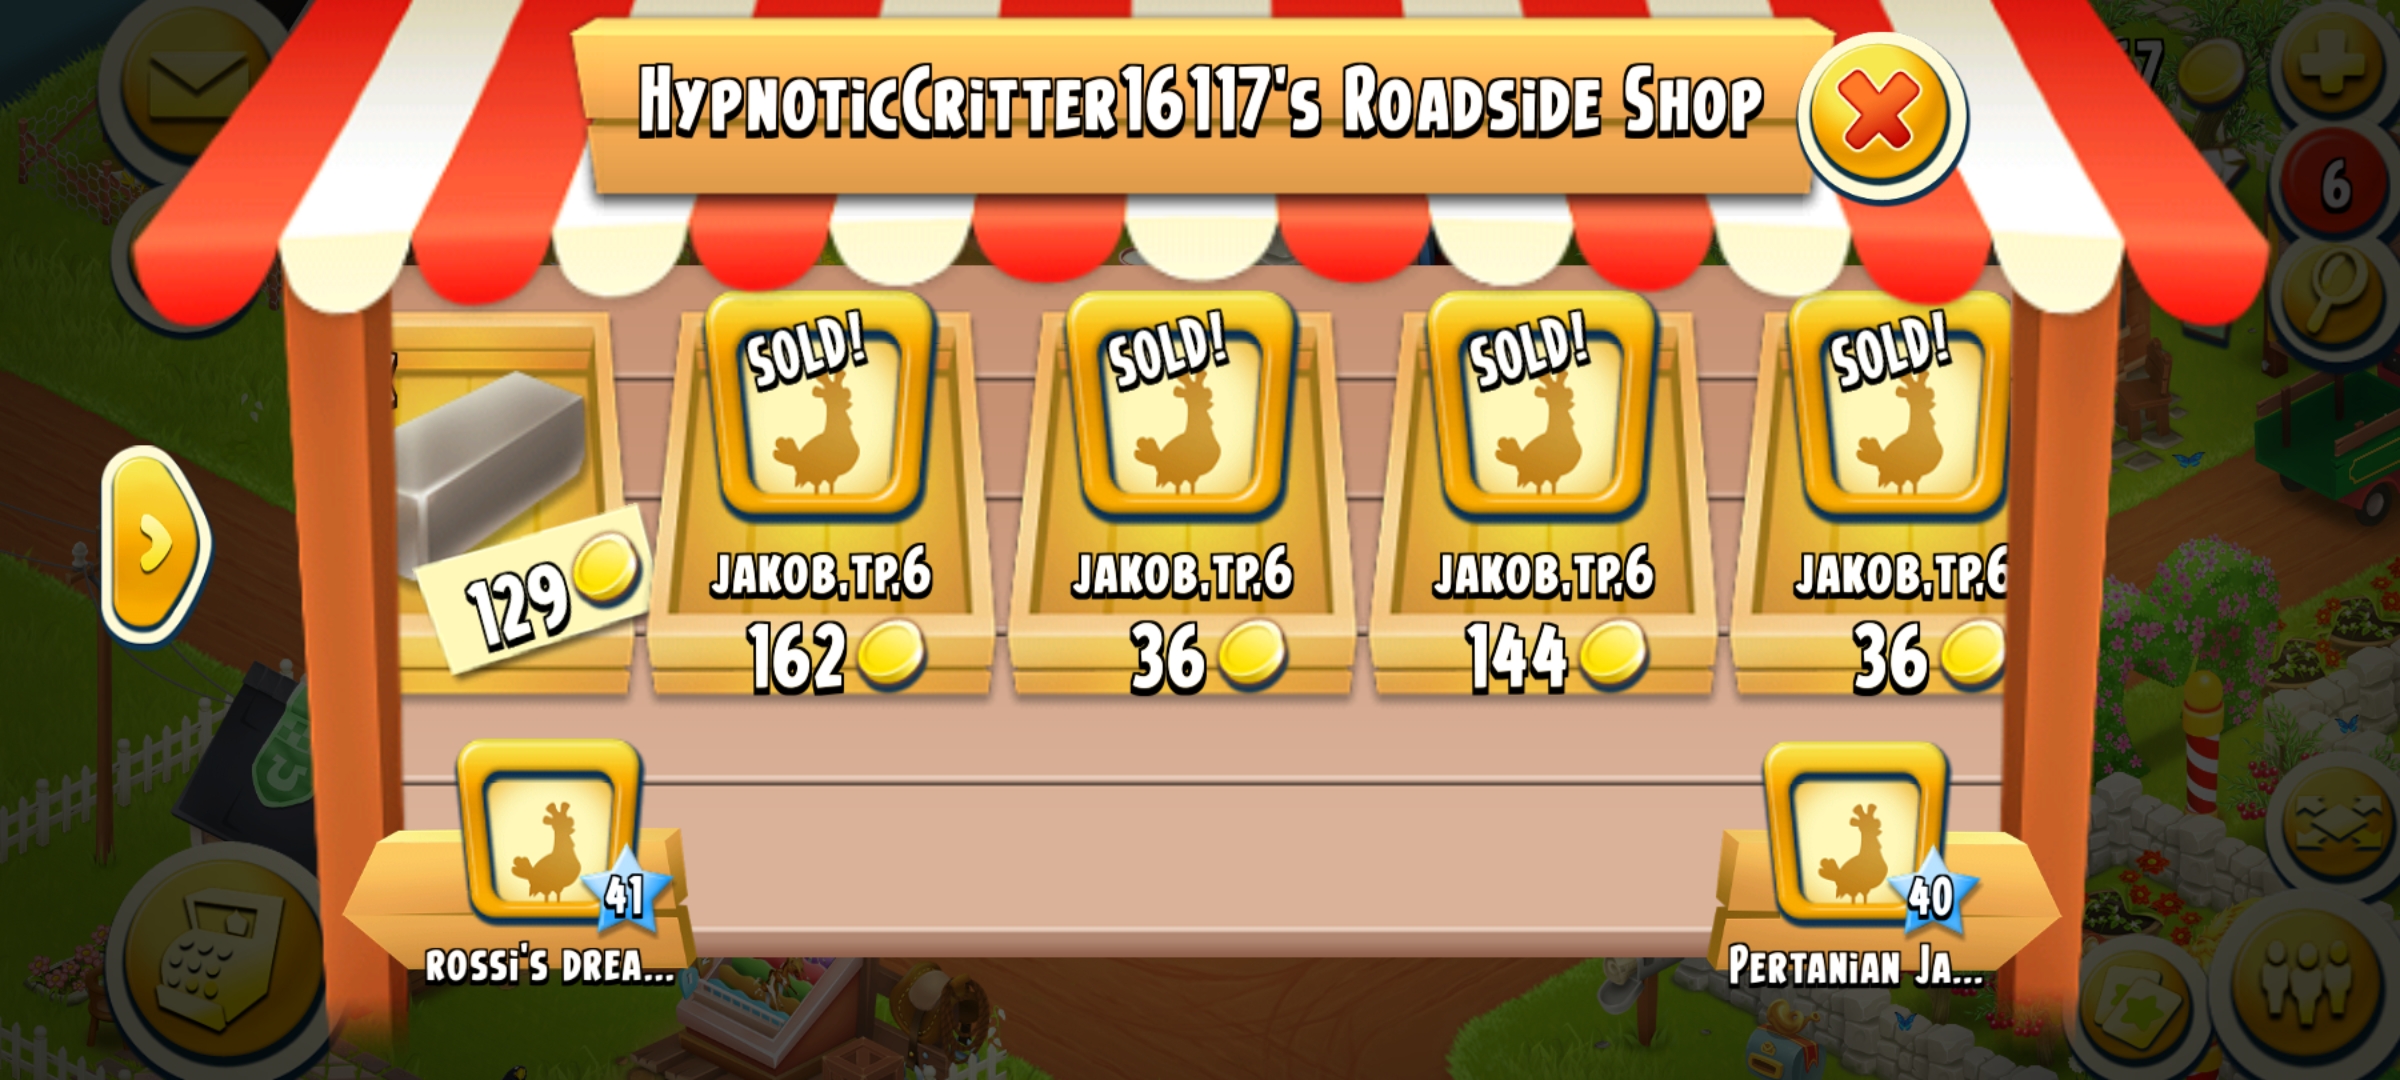 HypnoticCritter16117's Roadside Shop
6
SOLD!
SOLD!
SOLD!
SOLD!
129
JAKOB.TP.6
JAKOB.TP.6
JAKOB.TP.6
JAKOB.TP.6
162
36
144
36
41
40
ROSSI'S DREA...
PERTANIAN JA...